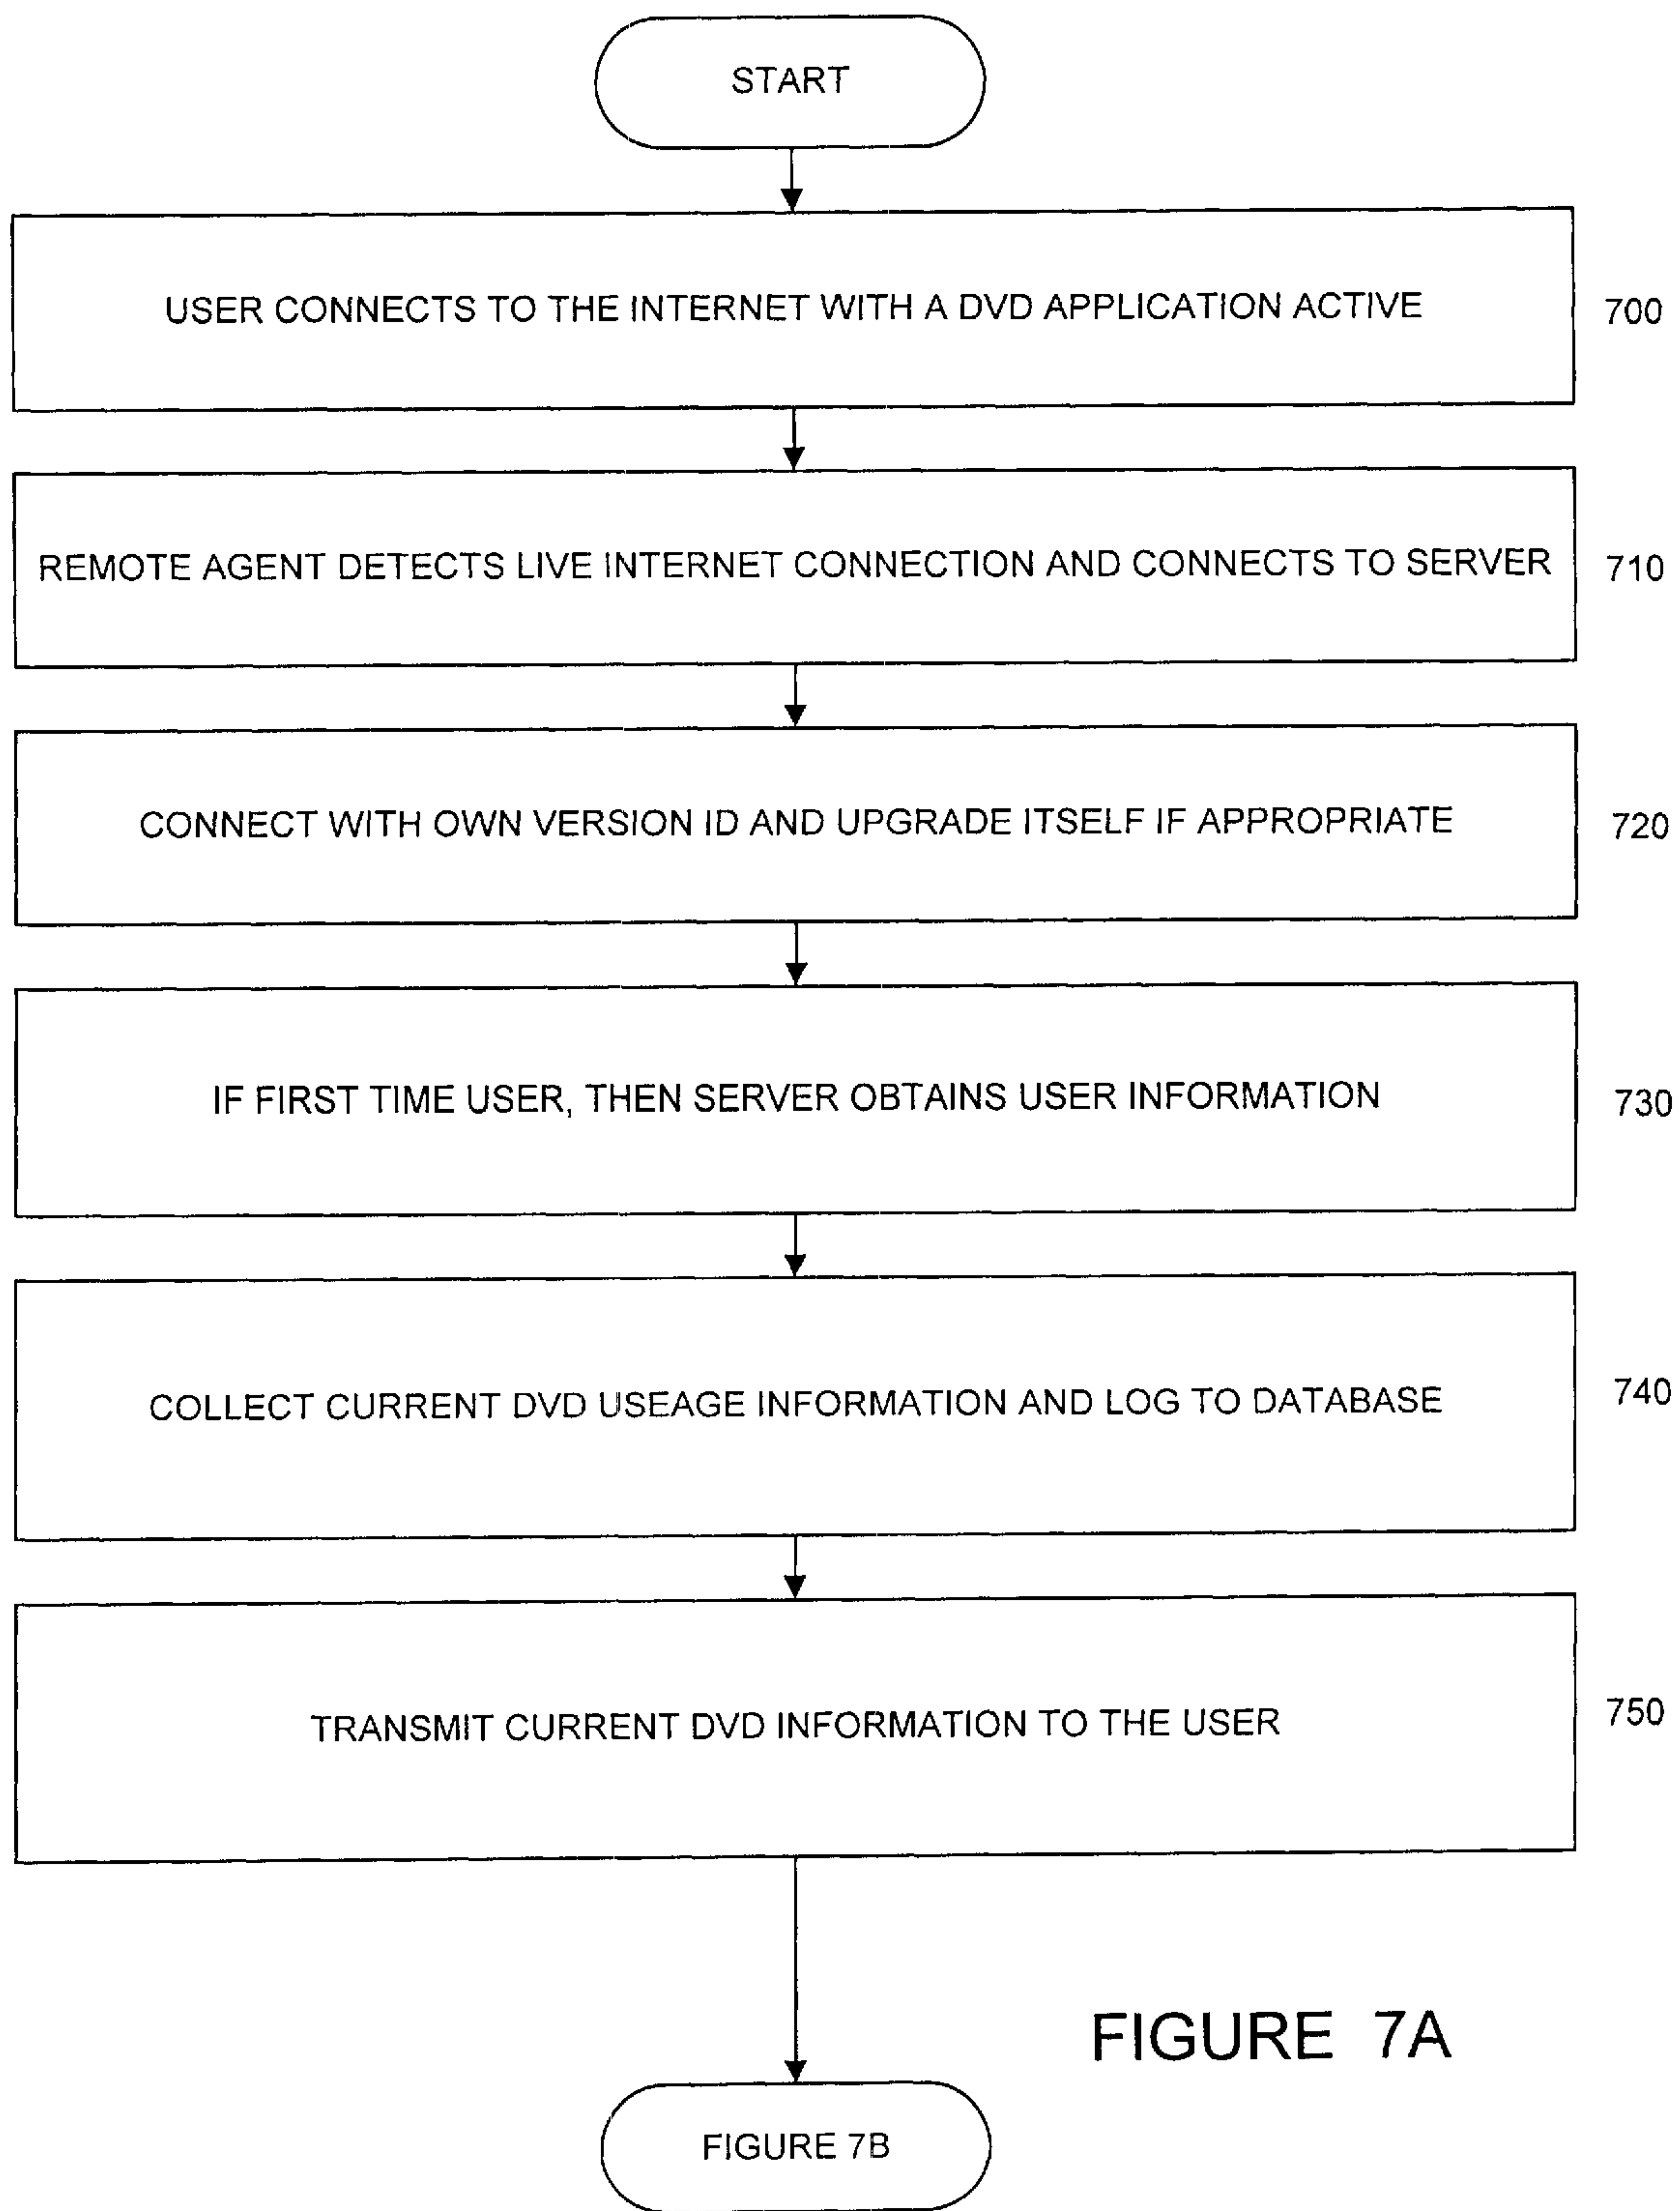 START
USER CONNECTS TO THE INTERNET WITH A DVD APPLICATION ACTIVE
700
REMOTE AGENT DETECTS LIVE INTERNET CONNECTION AND CONNECTS TO SERVER
710
CONNECT WITH OWN VERSION ID AND UPGRADE ITSELF IF APPROPRIATE
720
IF FIRST TIME USER, THEN SERVER OBTAINS USER INFORMATION
730
COLLECT CURRENT DVD USEAGE INFORMATION AND LOG TO DATABASE
740
TRANSMIT CURRENT DVD INFORMATION TO THE USER
750
FIGURE 7A
FIGURE 7B